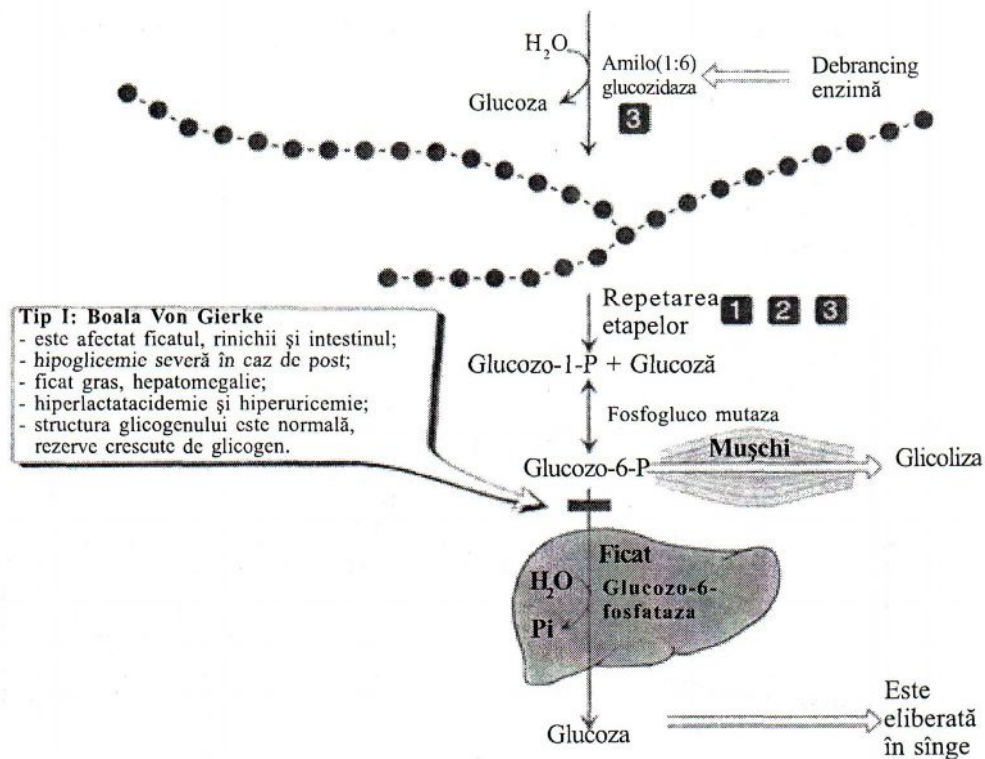 H₂O
Amilo(1:6)
glucozidaza
Debrancing
enzimă
Glucoza
3
Repetarea
etapelor
1 2 3
Tip I: Boala Von Gierke
- este afectat ficatul, rinichii şi intestinul;
- hipoglicemie severă în caz de post;
- ficat gras, hepatomegalie;
- hiperlactatacidemie şi hiperuricemie;
- structura glicogenului este normală,
rezerve crescute de glicogen.
Glucozo-1-P + Glucoză
Fosfogluco mutaza
Glucozo-6-P
Muşchi
Glicoliza
Ficat
H₂O
Glucozo-6-
fosfataza
Pi
Glucoza
Este
eliberată
în sînge